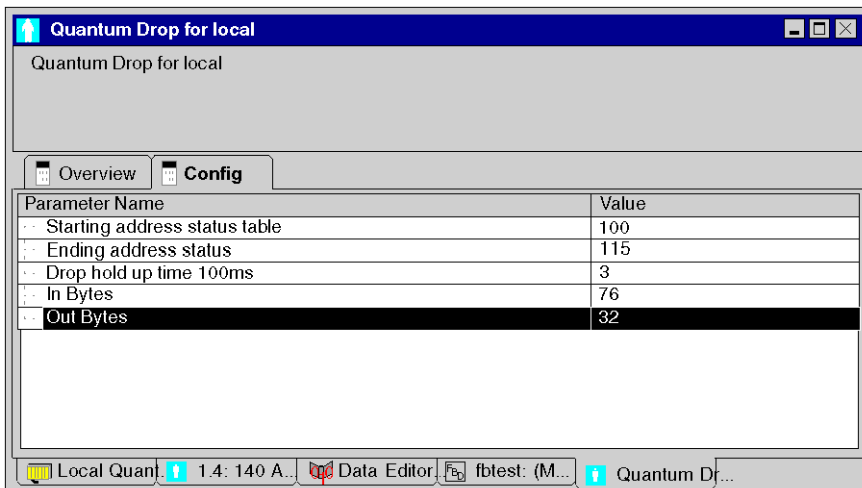 Quantum Drop for local
Quantum Drop for local
Overview Config
Parameter Name Value
Starting address status table 100
Ending address status 115
Drop hold up time 100ms 3
In Bytes 76
Out Bytes 32
Local Quant. 1.4: 140 A... Data Editor FBD fbtest: (M... Quantum Dr...